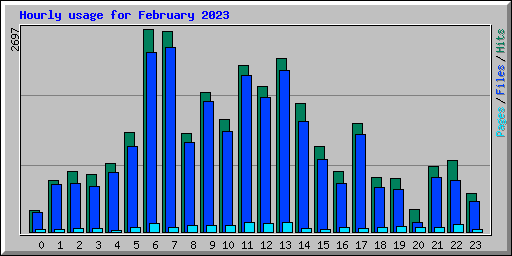 Hourly usage for February 2023
2697
Pages/Files/Hits
0 1 2 3 4 5 6 7 8 9 10 11 12 13 14 15 16 17 18 19 20 21 22 23